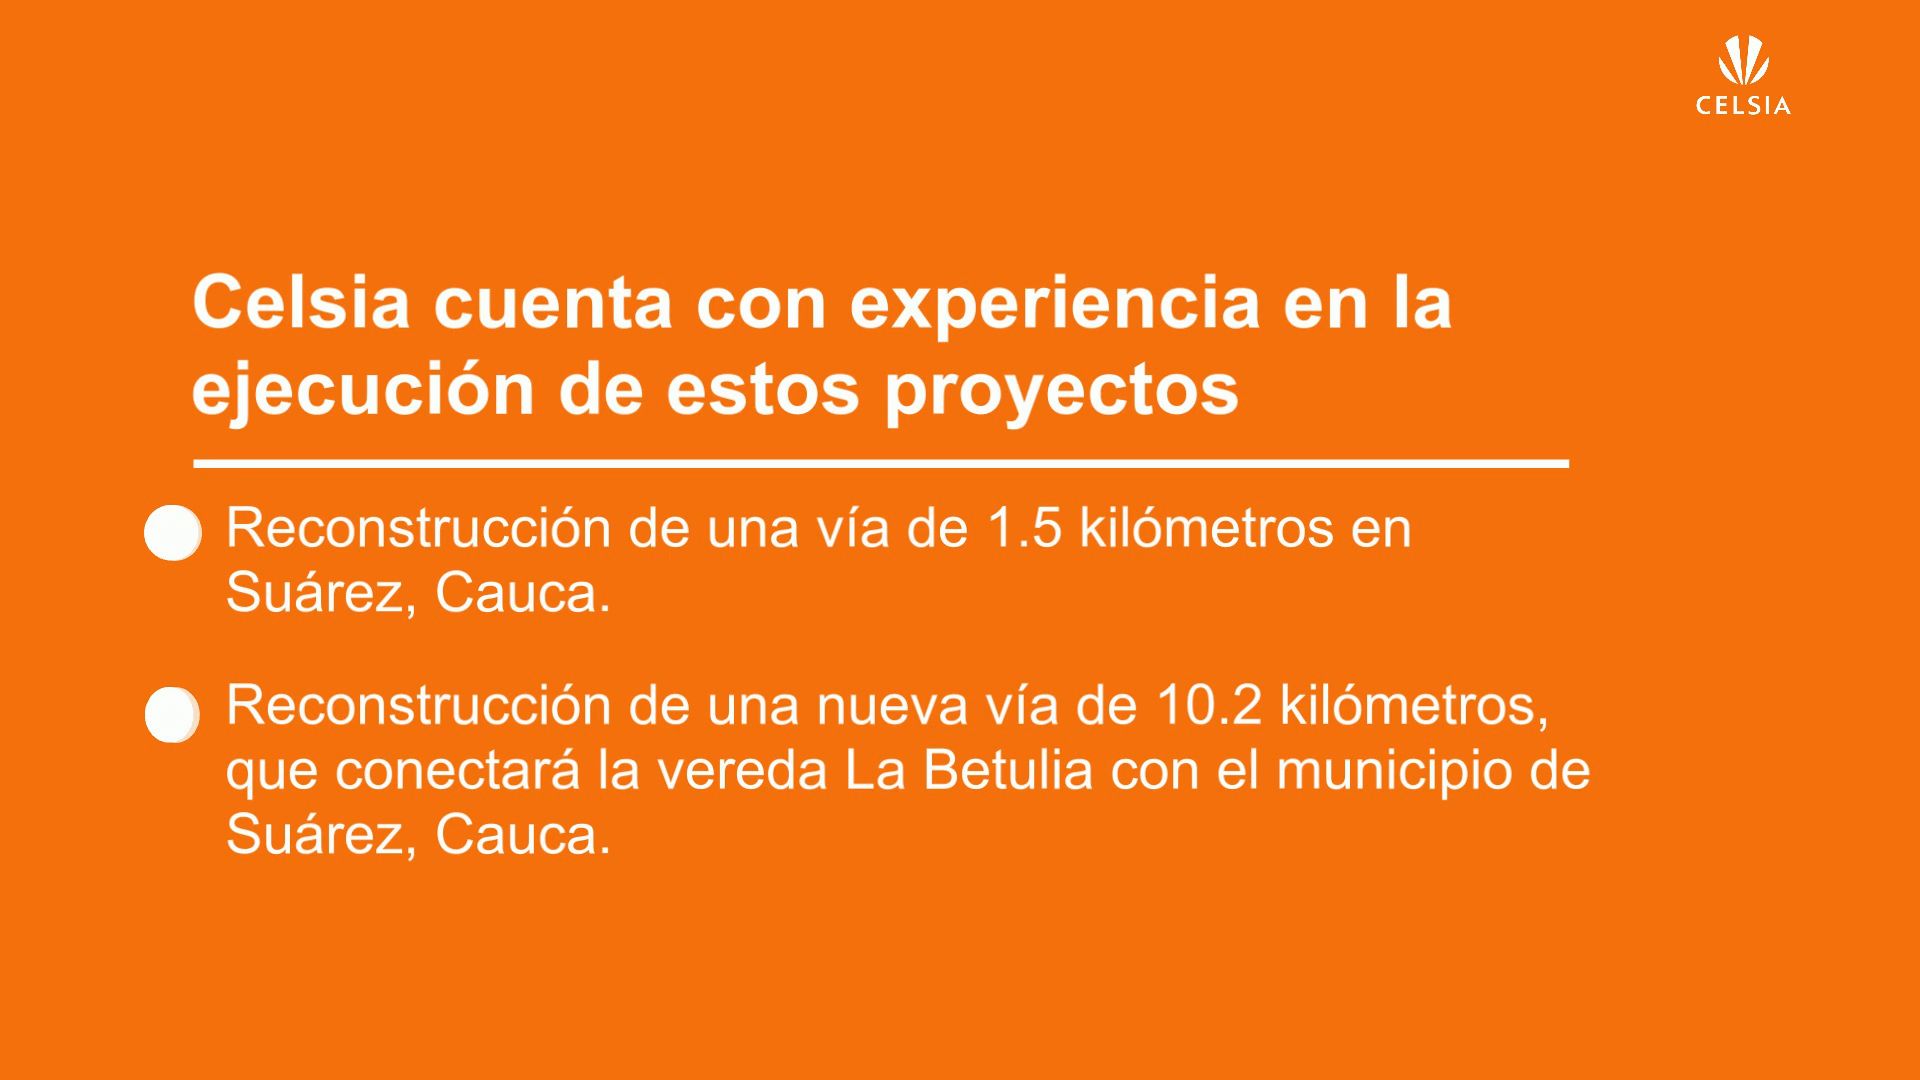 CELSIA
Celsia cuenta con experiencia en la
ejecución de estos proyectos
Reconstrucción de una vía de 1.5 kilómetros en
Suárez, Cauca.
Reconstrucción de una nueva vía de 10.2 kilómetros,
que conectará la vereda La Betulia con el municipio de
Suárez, Cauca.